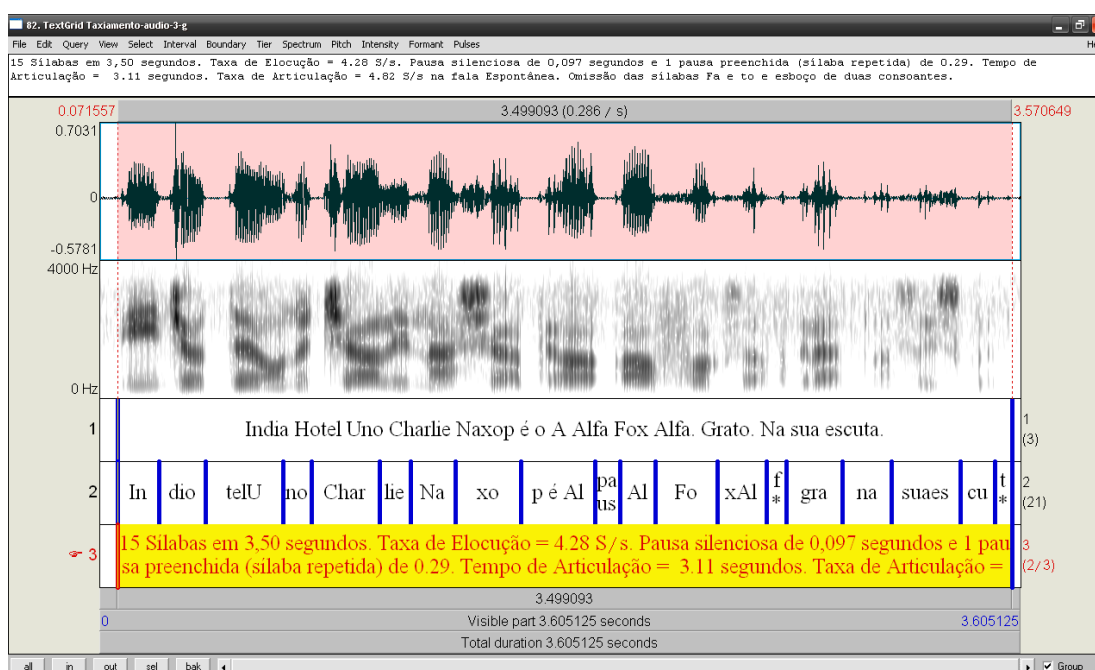 82. TextGrid Taxiamento-audio-3-g
File Edit Query View Select Interval Boundary Tier Spectrum Pitch Intensity Formant Pulses
15 Sílabas em 3,50 segundos. Taxa de Elocução = 4.28 S/s. Pausa silenciosa de 0,097 segundos e 1 pausa preenchida (sílaba repetida) de 0.29. Tempo de
Articulação = 3.11 segundos. Taxa de Articulação = 4.82 S/s na fala Espontânea. Omissão das sílabas Fa e to e esboço de duas consoantes.
0.071557 3.499093 (0.286 / s) 3.570649
0.7031
0
-0.5781
4000 Hz
0 Hz
1 India Hotel Uno Charlie Naxop é o A Alfa Fox Alfa. Grato. Na sua escuta. 1
(3)
2 In dio telU no Char lie Na xo p é Al pa us Al Fo xAl f * gra na suaes cu t * 2
(21)
3 15 Sílabas em 3,50 segundos. Taxa de Elocução = 4.28 S/s. Pausa silenciosa de 0,097 segundos e 1 pau 3
sa preenchida (sílaba repetida) de 0.29. Tempo de Articulação = 3.11 segundos. Taxa de Articulação = (2/3)
3.499093
0 Visible part 3.605125 seconds 3.605125
Total duration 3.605125 seconds
all in out sel bak Group